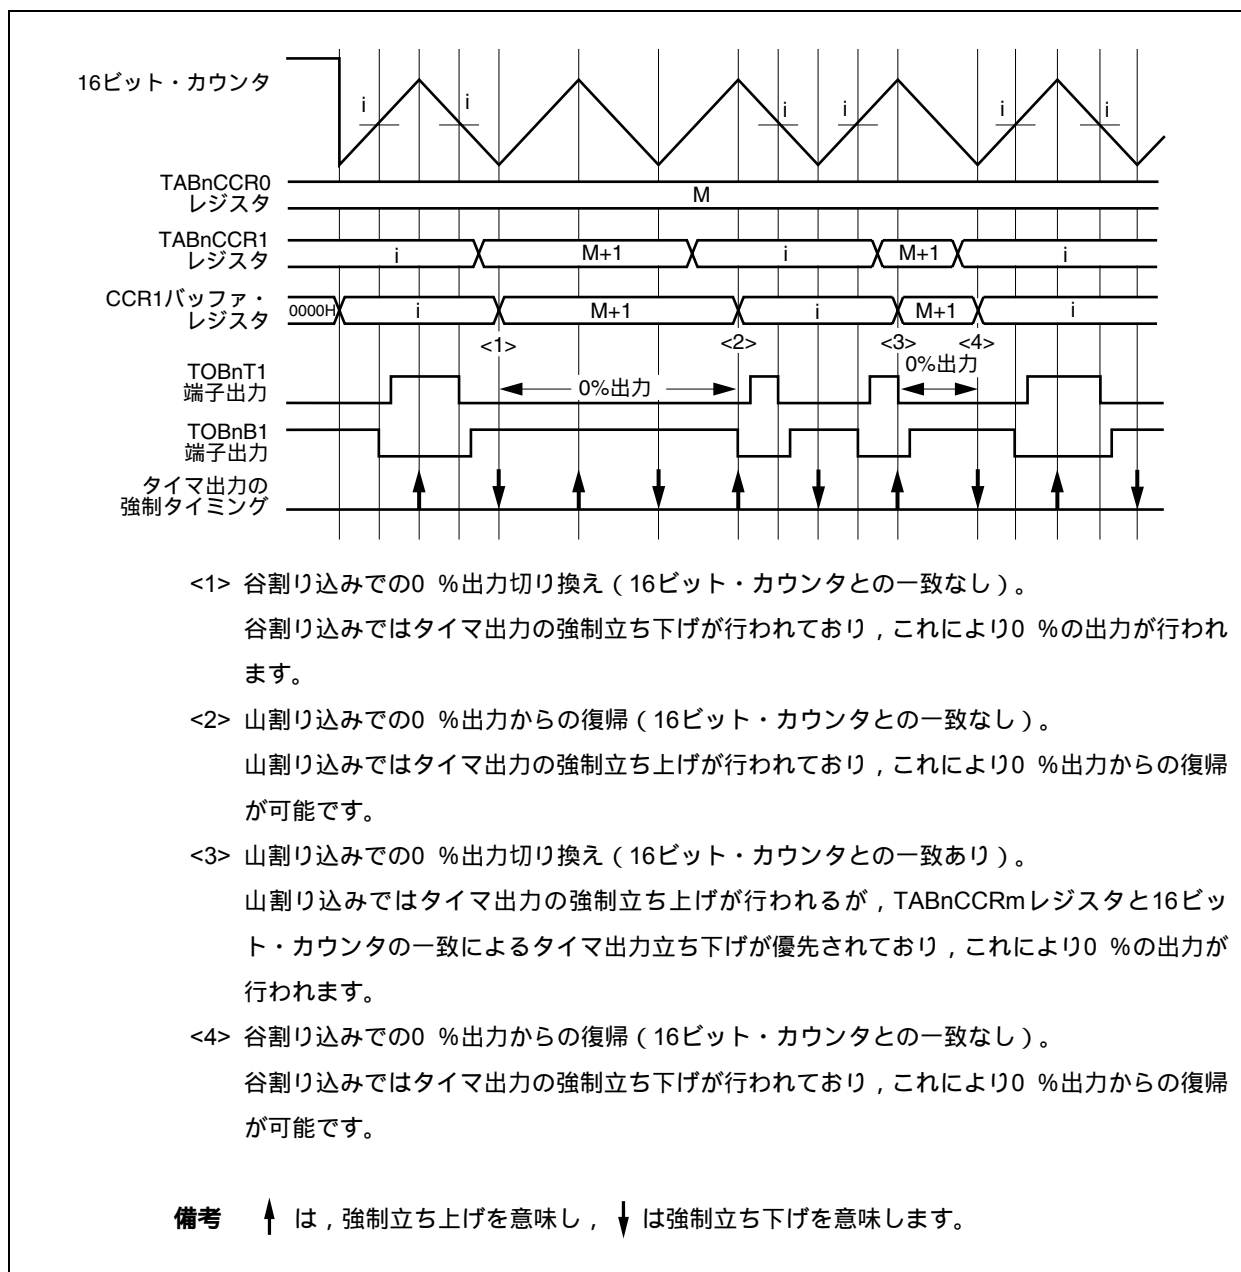 16ビット・カウンタ
i i i i i i
TABnCCR0
レジスタ
M
TABnCCR1
レジスタ
i M+1 i M+1 i
CCR1バッファ・
レジスタ
0000H i M+1 i M+1 i
<1> <2> <3> <4>
TOBnT1
端子出力
0%出力 0%出力
TOBnB1
端子出力
タイマ出力の
強制タイミング
<1> 谷割り込みでの0 %出力切り換え（16ビット・カウンタとの一致なし）。
谷割り込みではタイマ出力の強制立ち下げが行われており，これにより0 %の出力が行われ
ます。
<2> 山割り込みでの0 %出力からの復帰（16ビット・カウンタとの一致なし）。
山割り込みではタイマ出力の強制立ち上げが行われており，これにより0 %出力からの復帰
が可能です。
<3> 山割り込みでの0 %出力切り換え（16ビット・カウンタとの一致あり）。
山割り込みではタイマ出力の強制立ち上げが行われるが，TABnCCRmレジスタと16ビッ
ト・カウンタの一致によるタイマ出力立ち下げが優先されており，これにより0 %の出力が
行われます。
<4> 谷割り込みでの0 %出力からの復帰（16ビット・カウンタとの一致なし）。
谷割り込みではタイマ出力の強制立ち下げが行われており，これにより0 %出力からの復帰
が可能です。
備考 ↑ は，強制立ち上げを意味し， ↓ は強制立ち下げを意味します。